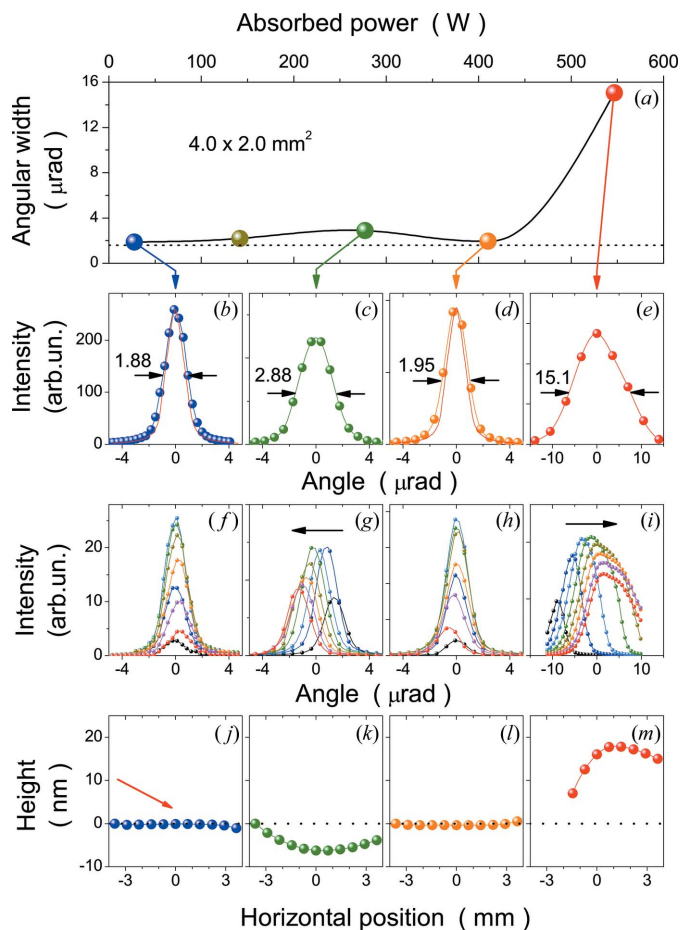 Absorbed power ( W )
0 100 200 300 400 500 600
16
12
8
4
0
Angular width
( μrad )
4.0 x 2.0 mm²
(a)
(b) (c) (d) (e)
Intensity
(arb.un.)
200
100
0
1.88 2.88 1.95 15.1
-4 0 4 -4 0 4 -4 0 4 -10 0 10
Angle ( μrad )
(f) (g) (h) (i)
Intensity
(arb.un.)
20
10
0
-4 0 4 -4 0 4 -4 0 4 -10 0 10
Angle ( μrad )
(j) (k) (l) (m)
Height
( nm )
20
10
0
-10
-3 0 3 -3 0 3 -3 0 3 -3 0 3
Horizontal position ( mm )